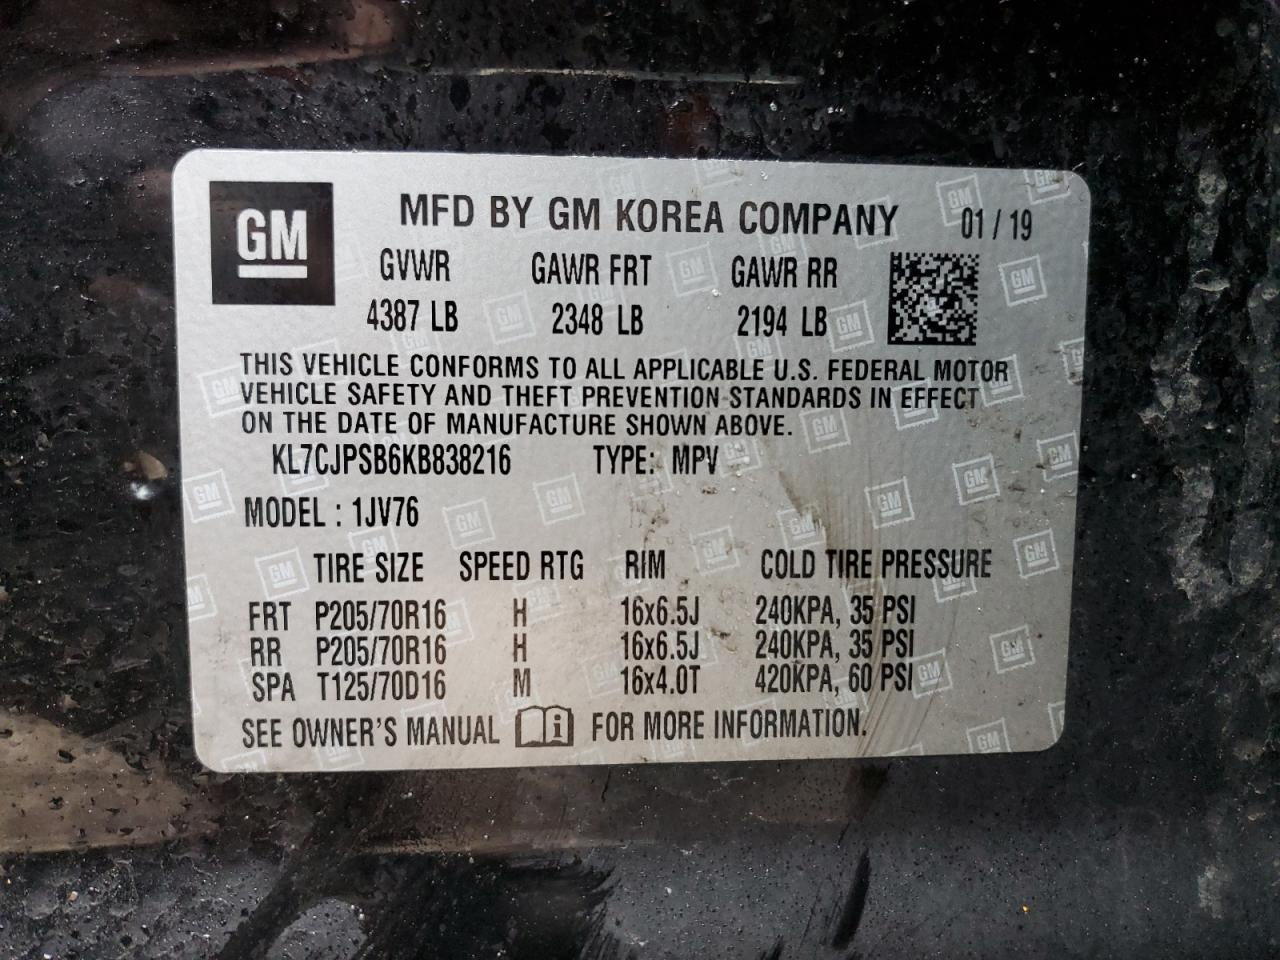 GM
MFD BY GM KOREA COMPANY 01 / 19
GVWR GAWR FRT GAWR RR
4387 LB 2348 LB 2194 LB
THIS VEHICLE CONFORMS TO ALL APPLICABLE U.S. FEDERAL MOTOR
VEHICLE SAFETY AND THEFT PREVENTION STANDARDS IN EFFECT
ON THE DATE OF MANUFACTURE SHOWN ABOVE.
KL7CJPSB6KB838216 TYPE: MPV
MODEL : 1JV76
TIRE SIZE SPEED RTG RIM COLD TIRE PRESSURE
FRT P205/70R16 H 16x6.5J 240KPA, 35 PSI
RR P205/70R16 H 16x6.5J 240KPA, 35 PSI
SPA T125/70D16 M 16x4.0T 420KPA, 60 PSI
SEE OWNER'S MANUAL i FOR MORE INFORMATION.